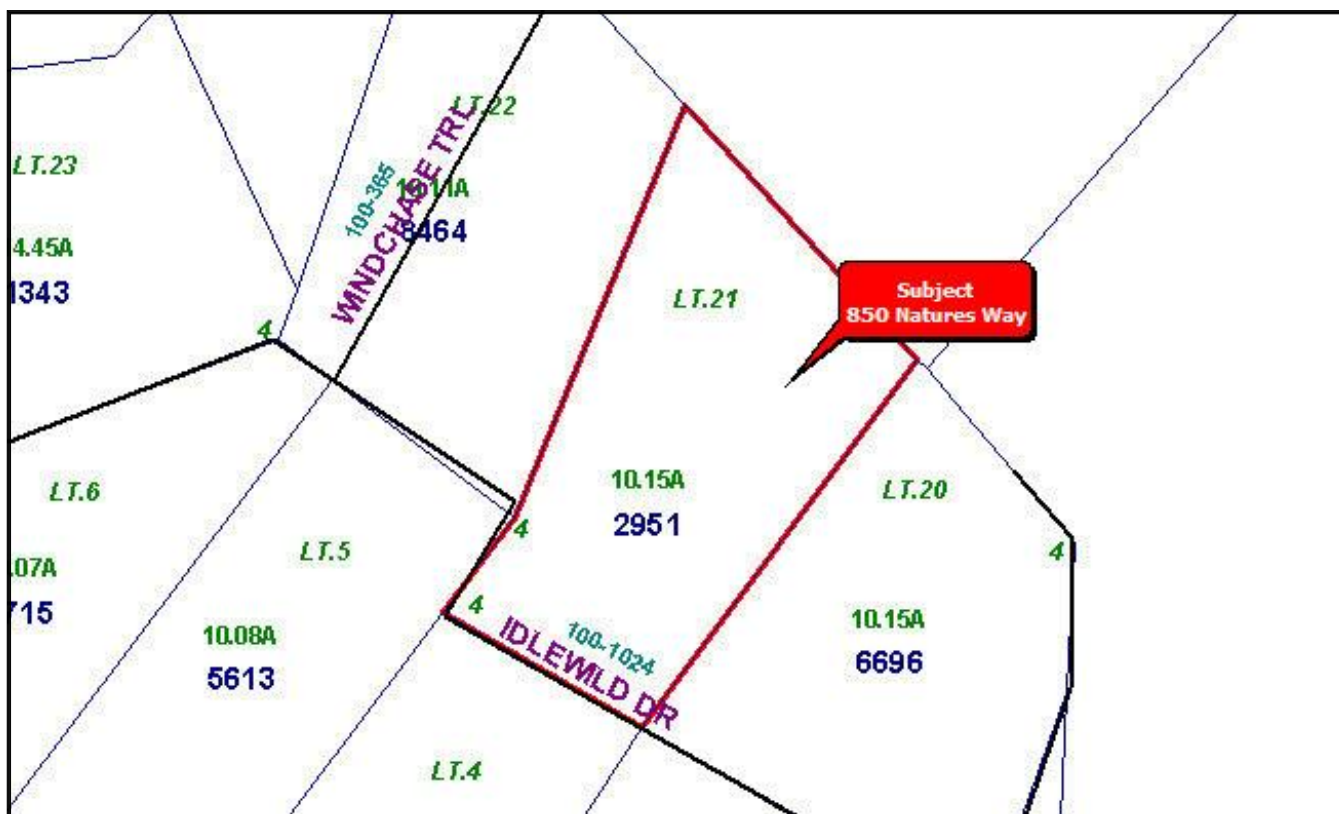 LT.22
WINDCHASE TRL
LT.23
100-365
10.11A
8464
4.45A
1343
Subject
850 Natures Way
LT.21
4
LT.6
10.15A
2951
LT.20
4
LT.5
4
.07A
715
4
IDLEWILD DR
100-1024
10.08A
5613
10.15A
6696
LT.4